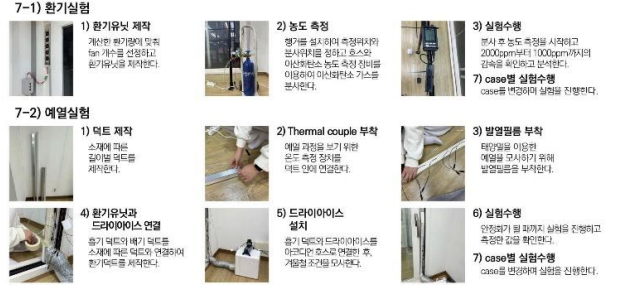 7-1) 환기실험
1) 환기유닛 제작
계산한 환기량에 맞춰
fan 개수를 선정하고
환기유닛을 제작한다.
2) 농도 측정
행거를 설치하여 측정위치와
분사위치를 정하고 호스와
이산화탄소 농도 측정 장비를
이용하여 이산화탄소 가스를
분사한다.
3) 실험수행
분사 후 농도 측정을 시작하고
2000ppm부터 1000ppm까지의
감속을 확인하고 분석한다.
7) case별 실험수행
case를 변경하며 실험을 진행한다.
7-2) 예열실험
1) 덕트 제작
소재에 따른
길이별 덕트를
제작한다.
2) Thermal couple 부착
예열 과정을 보기 위한
온도 측정 장치를
덕트 안에 연결한다.
3) 발열필름 부착
태양열을 이용한
예열을 모사하기 위해
발열필름을 부착한다.
4) 환기유닛과
드라이아이스 연결
흡기 덕트와 배기 덕트를
소재에 따른 덕트와 연결하여
환기덕트를 제작한다.
5) 드라이아이스
설치
흡기 덕트와 드라이아이스를
아코디언 호스로 연결한 후,
겨울철 조건을 모사한다.
6) 실험수행
안정화가 될 때까지 실험을 진행하고
측정한 값을 확인한다.
7) case별 실험수행
case를 변경하며 실험을 진행한다.